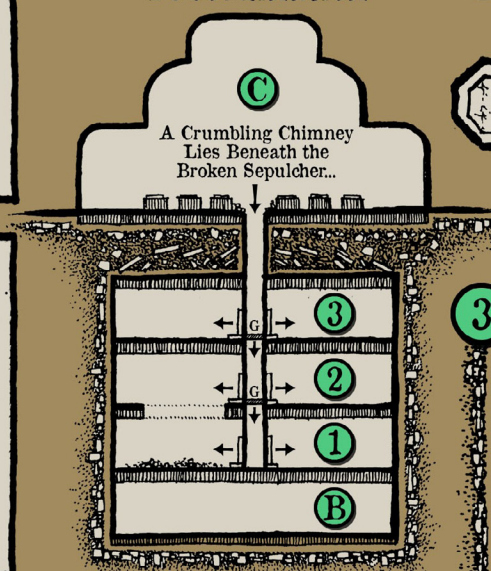 C
A Crumbling Chimney
Lies Beneath the
Broken Sepulcher...
3
G
3
2
G
1
B